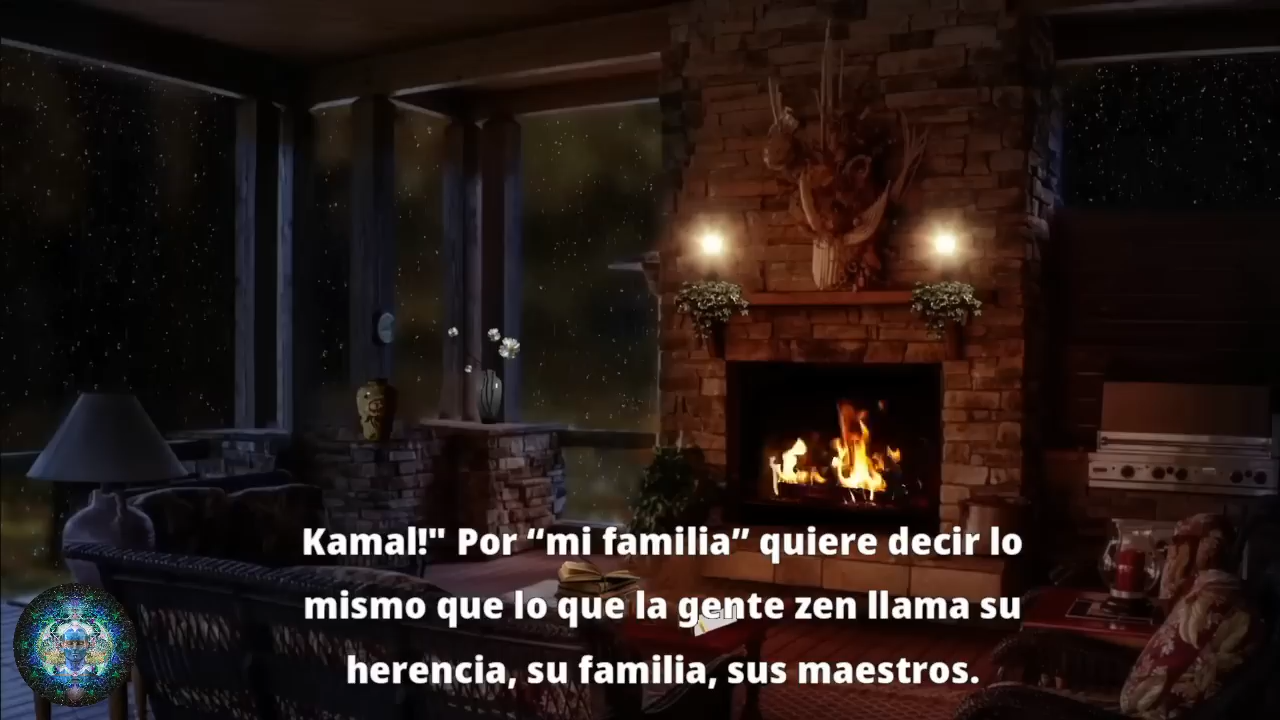 Kamal!" Por “mi familia” quiere decir lo
mismo que lo que la gente zen llama su
herencia, su familia, sus maestros.